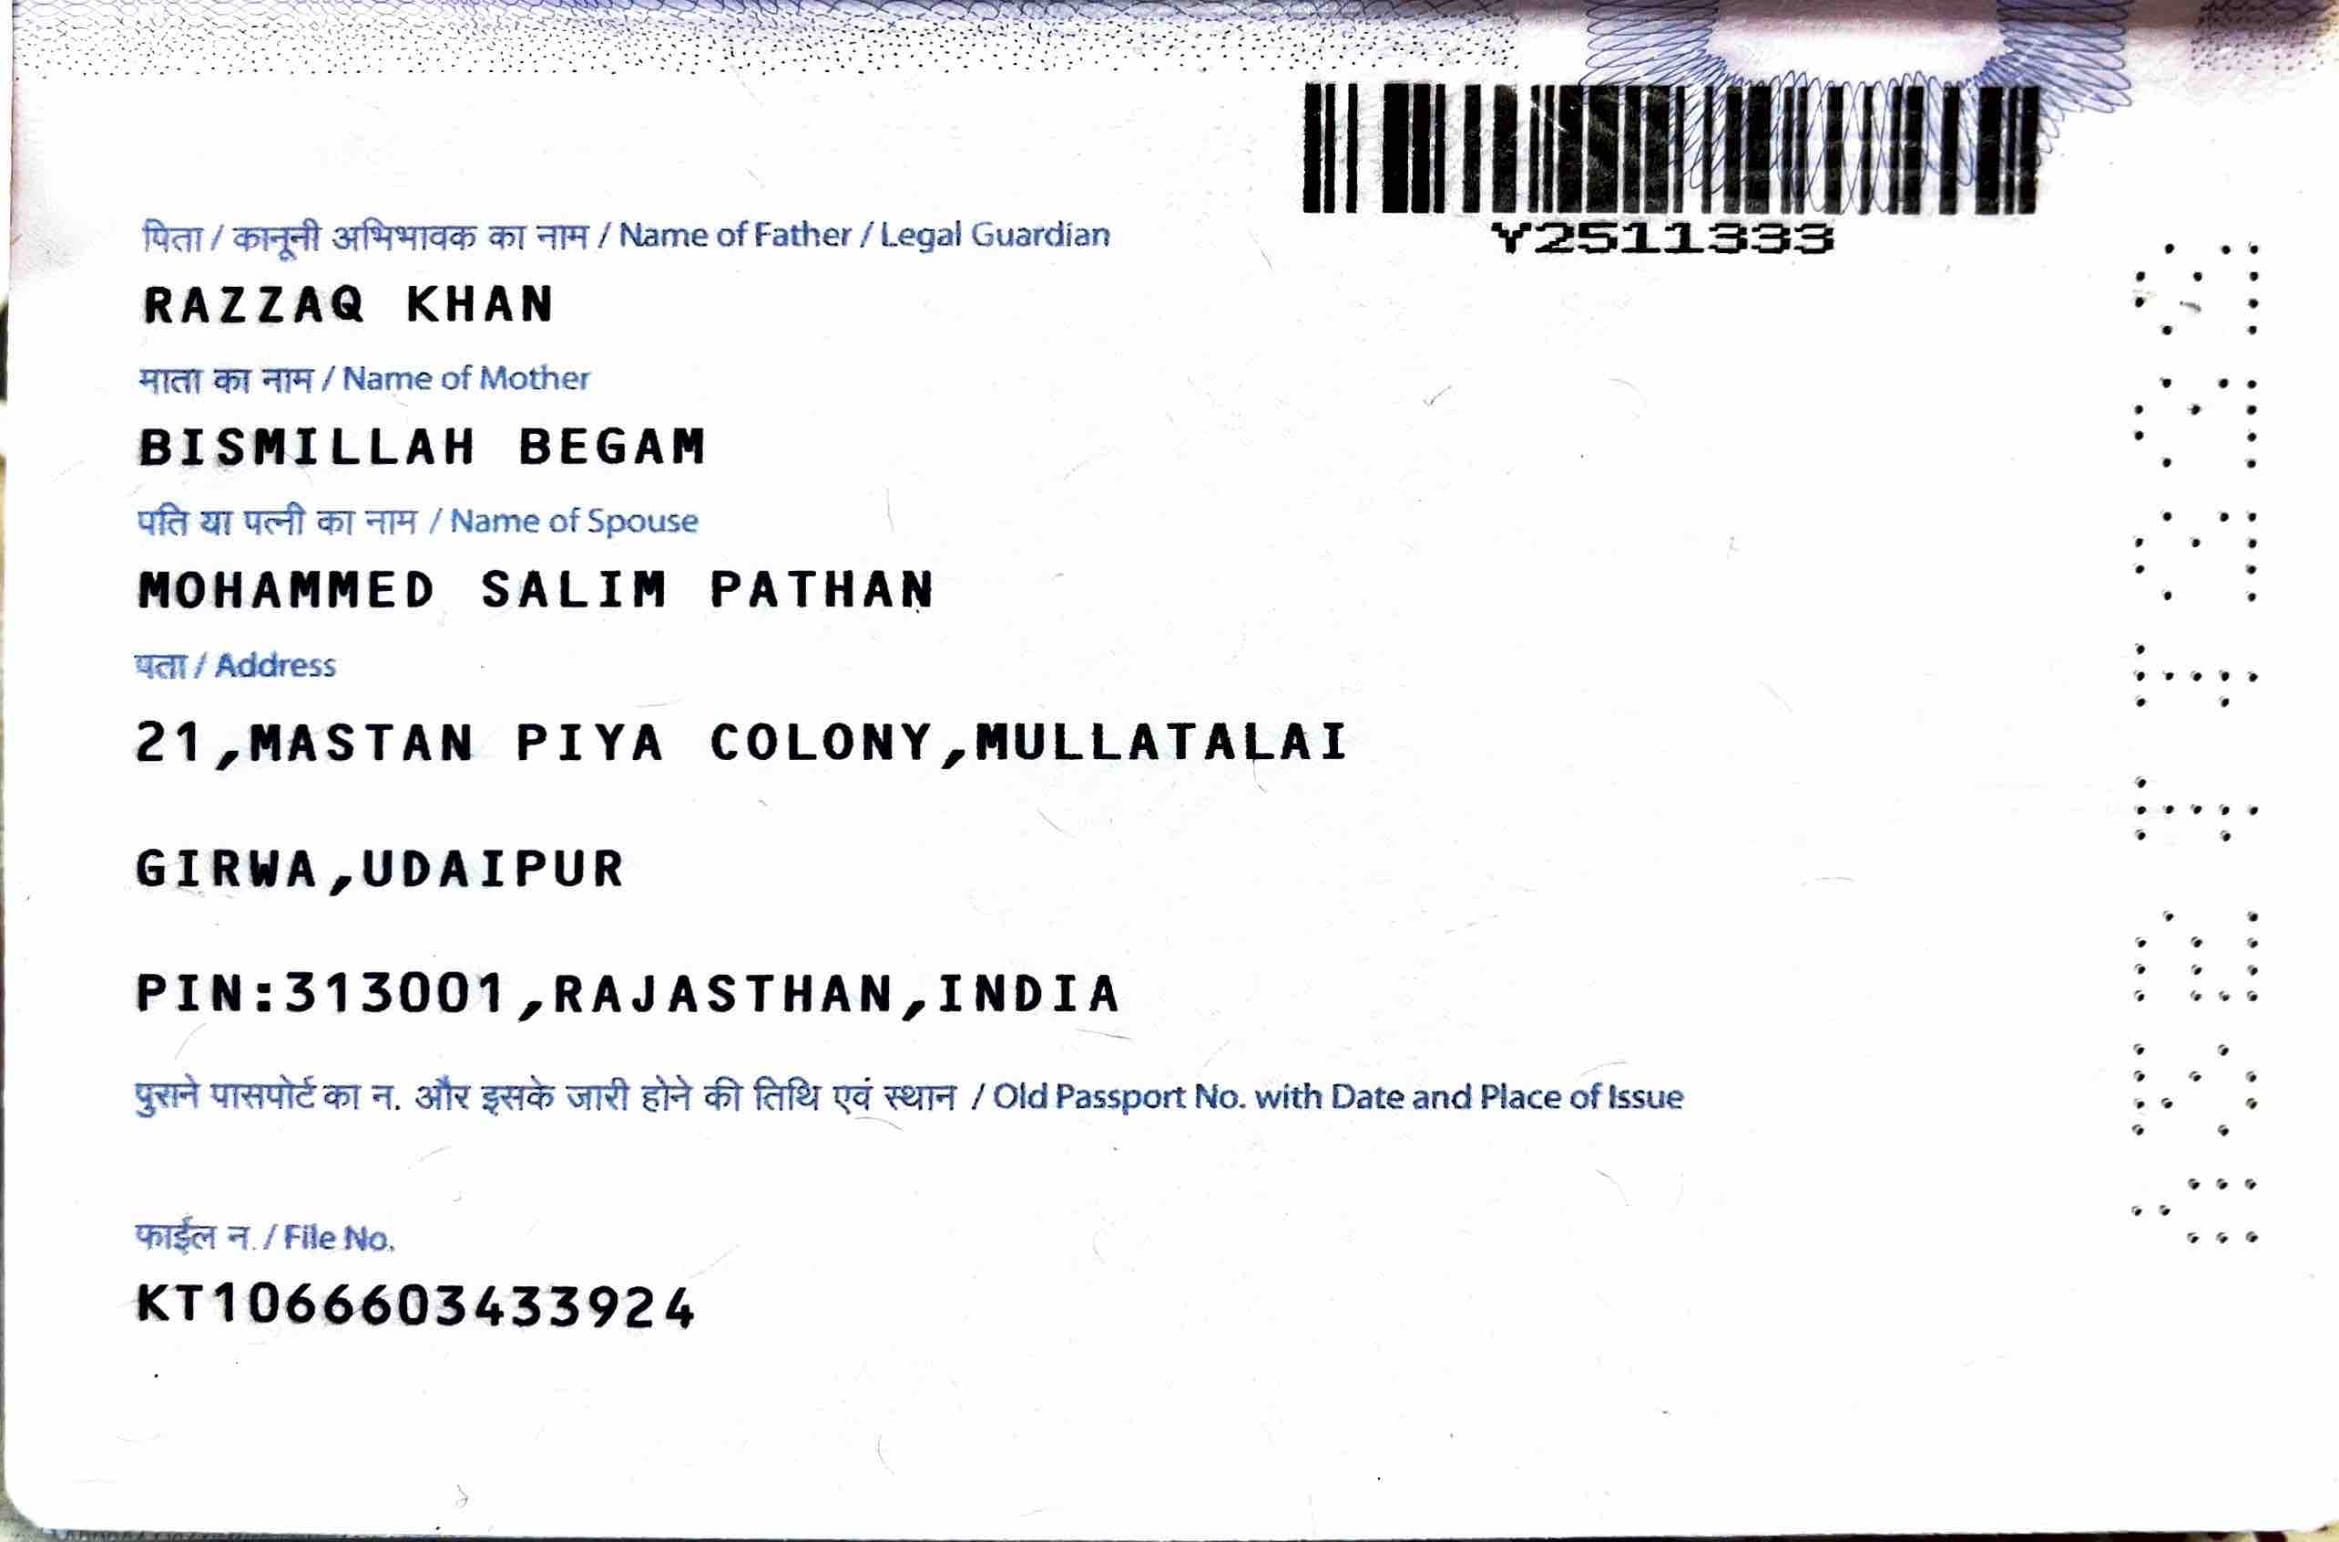 Y2511333
पिता / कानूनी अभिभावक का नाम / Name of Father / Legal Guardian
RAZZAQ KHAN
माता का नाम / Name of Mother
BISMILLAH BEGAM
पति या पत्नी का नाम / Name of Spouse
MOHAMMED SALIM PATHAN
पता / Address
21,MASTAN PIYA COLONY,MULLATALAI
GIRWA,UDAIPUR
PIN:313001,RAJASTHAN,INDIA
पुराने पासपोर्ट का न. और इसके जारी होने की तिथि एवं स्थान / Old Passport No. with Date and Place of Issue
फाईल न. / File No.
KT1066603433924
Y2511333